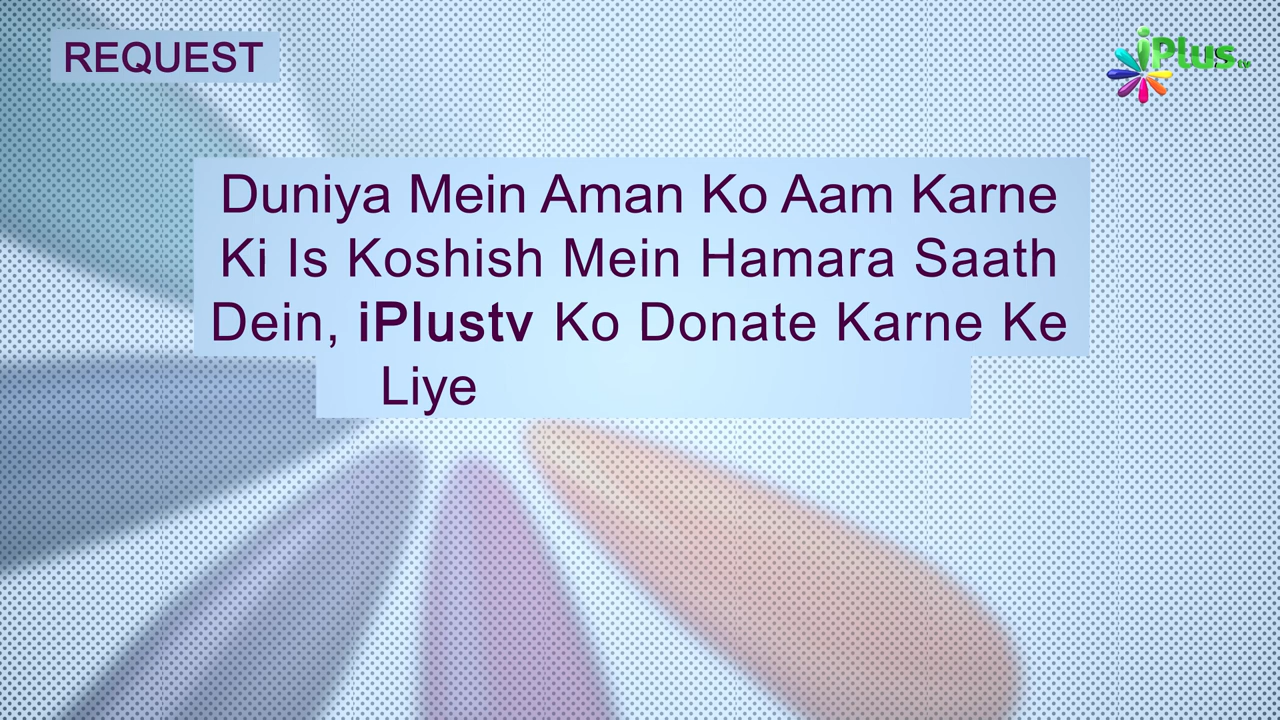 REQUEST
iPlus tv
Duniya Mein Aman Ko Aam Karne
Ki Is Koshish Mein Hamara Saath
Dein, iPlustv Ko Donate Karne Ke
Liye